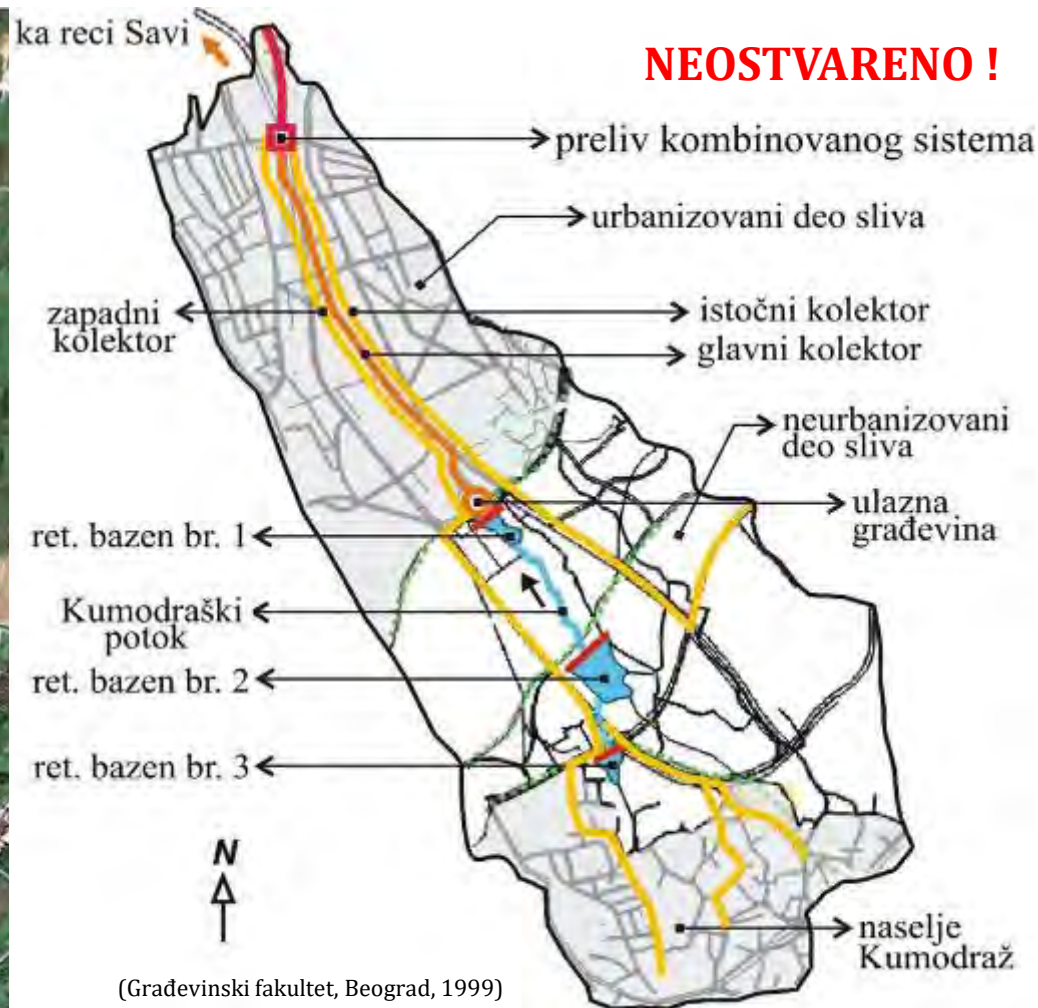 ka reci Savi
NEOSTVARENO !
preliv kombinovanog sistema
urbanizovani deo sliva
zapadni
kolektor
istočni kolektor
glavni kolektor
neurbanizovani
deo sliva
ulazna
građevina
ret. bazen br. 1
Kumodraški
potok
ret. bazen br. 2
ret. bazen br. 3
N
naselje
Kumodraž
(Građevinski fakultet, Beograd, 1999)